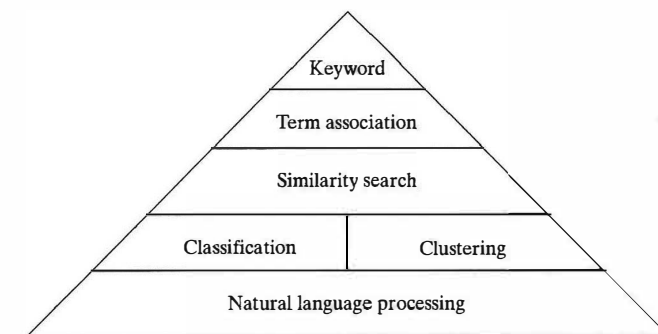 Keyword
Term association
Similarity search
Classification
Clustering
Natural language processing